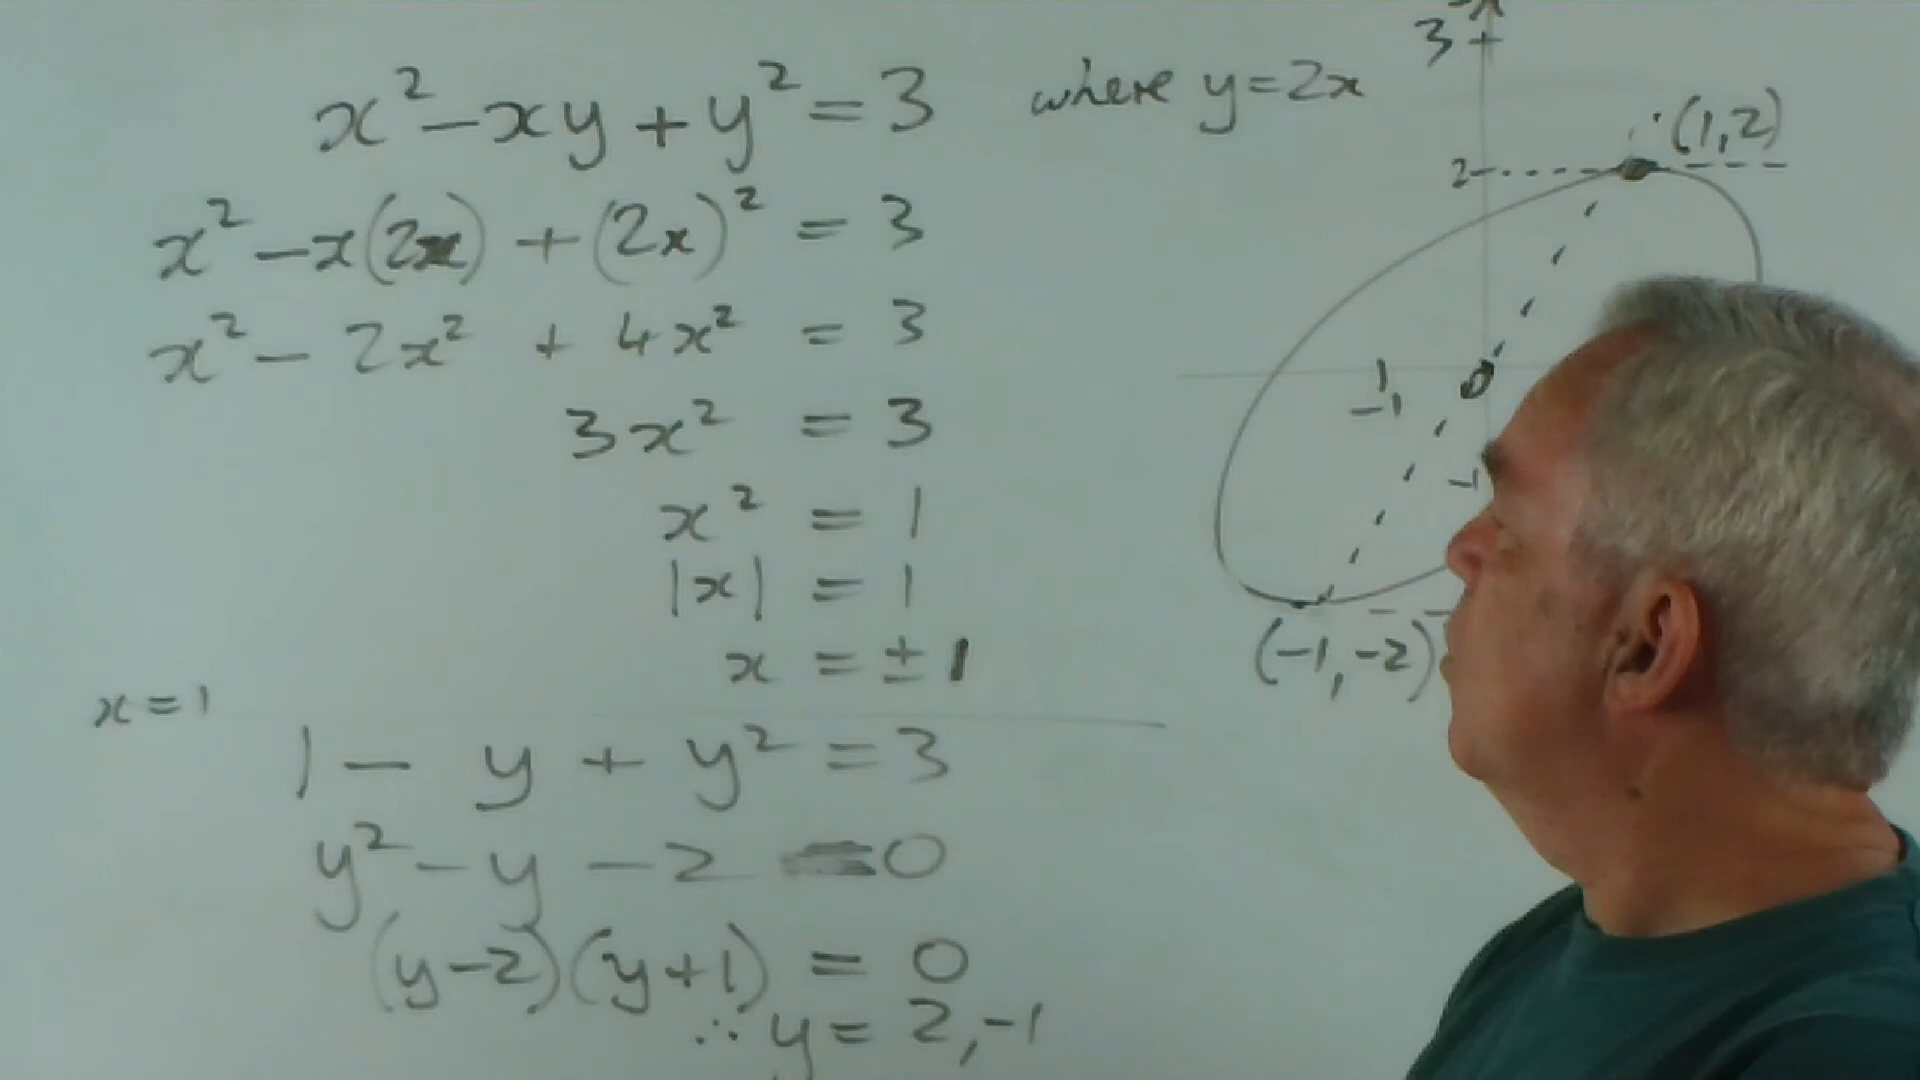 x² - xy + y² = 3 where y = 2x
x² - x(2x) + (2x)² = 3
x² - 2x² + 4x² = 3
3x² = 3
x² = 1
|x| = 1
x = ±1
x = 1
1 - y + y² = 3
y² - y - 2 = 0
(y-2)(y+1) = 0
∴ y = 2, -1
3
(1,2)
2
-1
0
-1
(-1,-2)